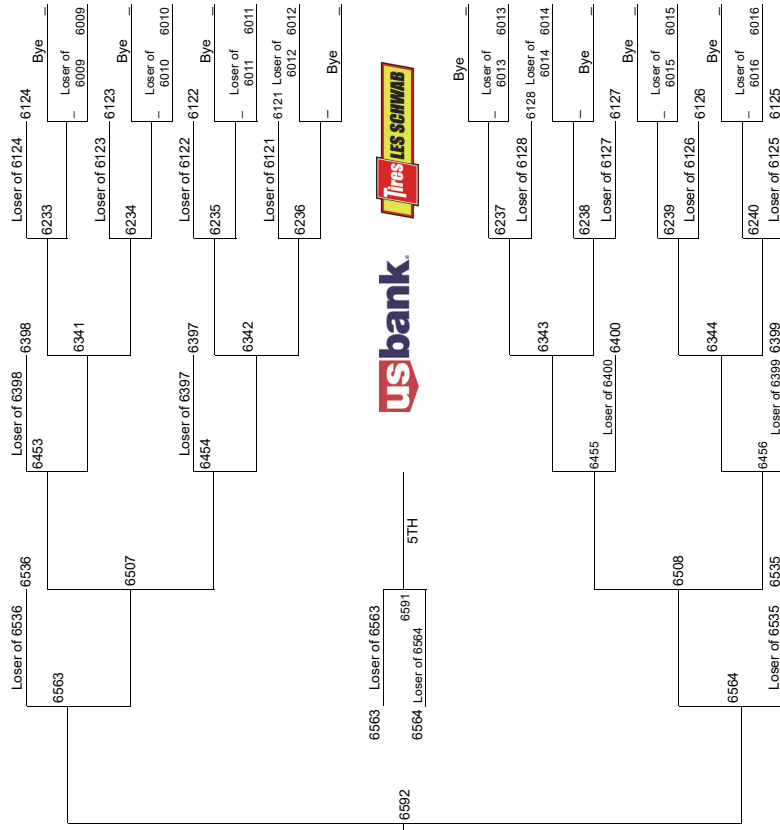 Bye –
6009
Loser of
6009
–
6124
Loser of 6124
6233
Bye –
6010
Loser of
6010
–
6123
Loser of 6123
6234
Bye –
6011
Loser of
6011
–
6122
Loser of 6122
6235
–
6012
Loser of
6012
Bye
–
6121
Loser of 6121
6236
6398
Loser of 6398
6341
6453
6397
Loser of 6397
6342
6454
6536
Loser of 6536
6507
6563
Tires LES SCHWAB
usbank.
5TH
6563
Loser of 6563
6591
6564
Loser of 6564
6592
Bye –
6013
Loser of
6013
–
6237
6128
Loser of 6128
–
6014
Loser of
6014
Bye
–
6238
6127
Loser of 6127
Bye –
6015
Loser of
6015
–
6239
6126
Loser of 6126
Bye –
6016
Loser of
6016
–
6240
6125
Loser of 6125
6343
6400
Loser of 6400
6455
6344
6399
Loser of 6399
6456
6508
6535
Loser of 6535
6564